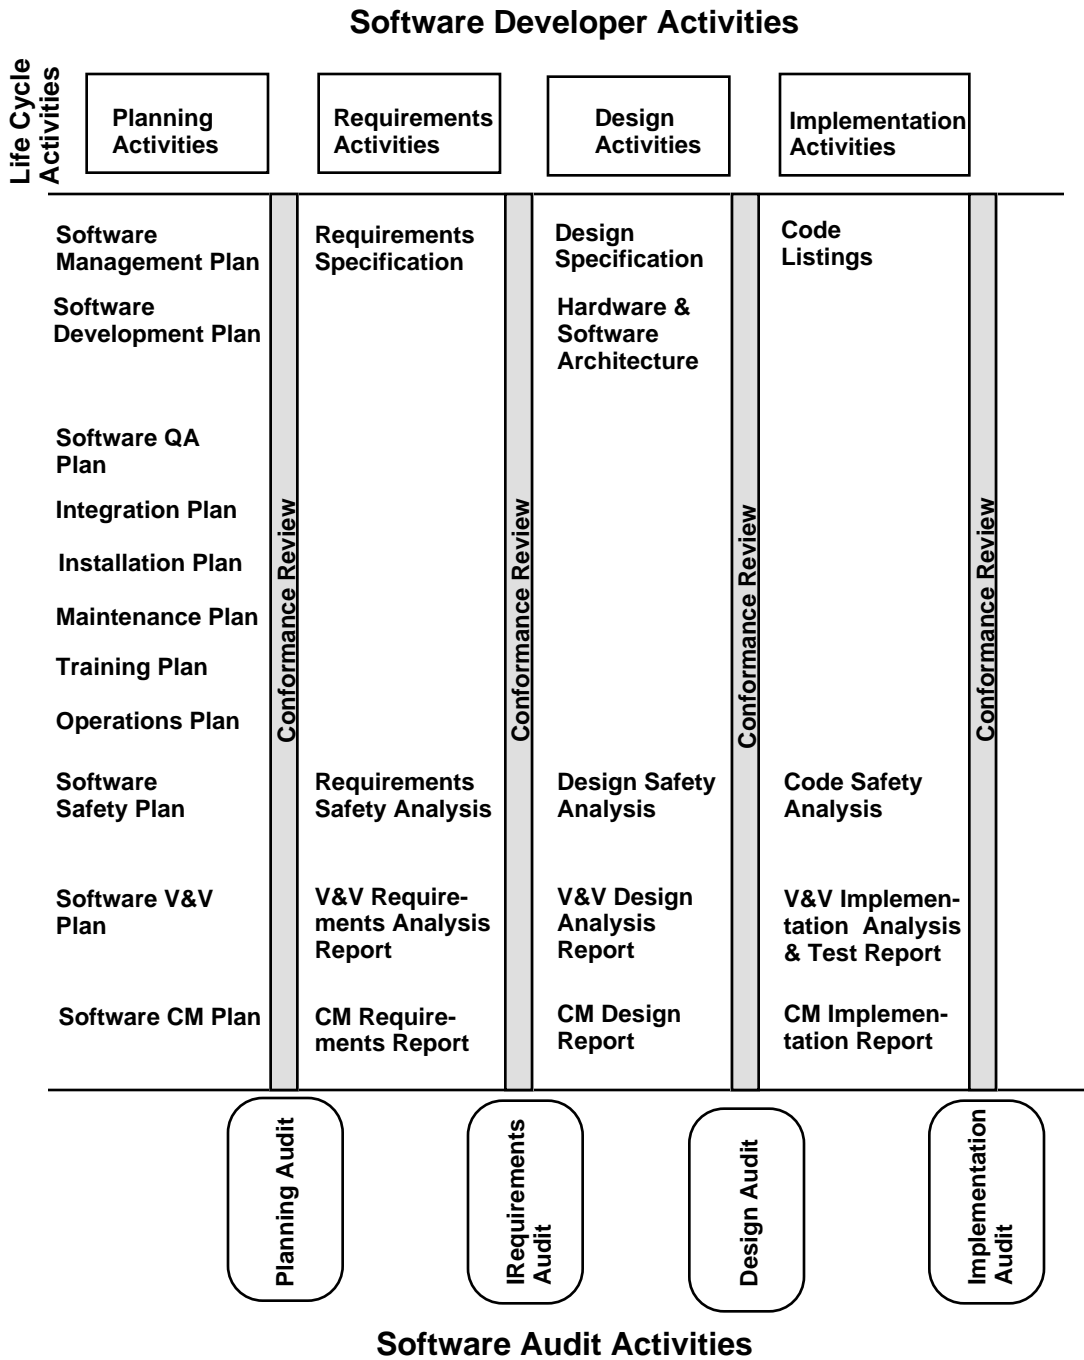 Software Developer Activities
Life Cycle
Activities
Planning
Activities
Requirements
Activities
Design
Activities
Implementation
Activities
Software
Management Plan
Software
Development Plan
Software QA
Plan
Integration Plan
Installation Plan
Maintenance Plan
Training Plan
Operations Plan
Software
Safety Plan
Software V&V
Plan
Software CM Plan
Conformance Review
Requirements
Specification
Requirements
Safety Analysis
V&V Require-
ments Analysis
Report
CM Require-
ments Report
Conformance Review
Design
Specification
Hardware &
Software
Architecture
Design Safety
Analysis
V&V Design
Analysis
Report
CM Design
Report
Conformance Review
Code
Listings
Code Safety
Analysis
V&V Implemen-
tation Analysis
& Test Report
CM Implemen-
tation Report
Conformance Review
Planning Audit
IRequirements
Audit
Design Audit
Implementation
Audit
Software Audit Activities